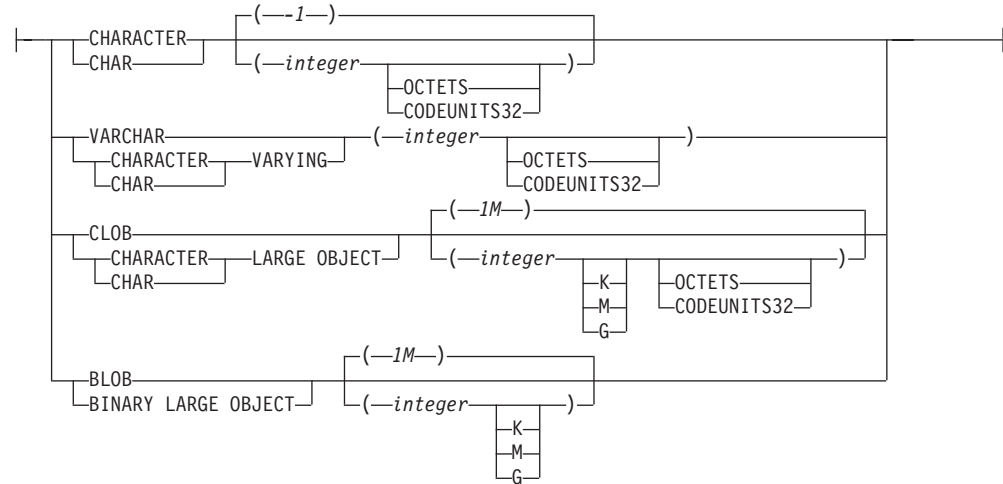 ( -1 )
CHARACTER
CHAR
( integer )
OCTETS
CODEUNITS32
VARCHAR ( integer )
CHARACTER VARYING
CHAR
OCTETS
CODEUNITS32
( 1M )
CLOB
CHARACTER LARGE OBJECT ( integer )
CHAR
K OCTETS
M CODEUNITS32
G
( 1M )
BLOB
BINARY LARGE OBJECT ( integer )
K
M
G